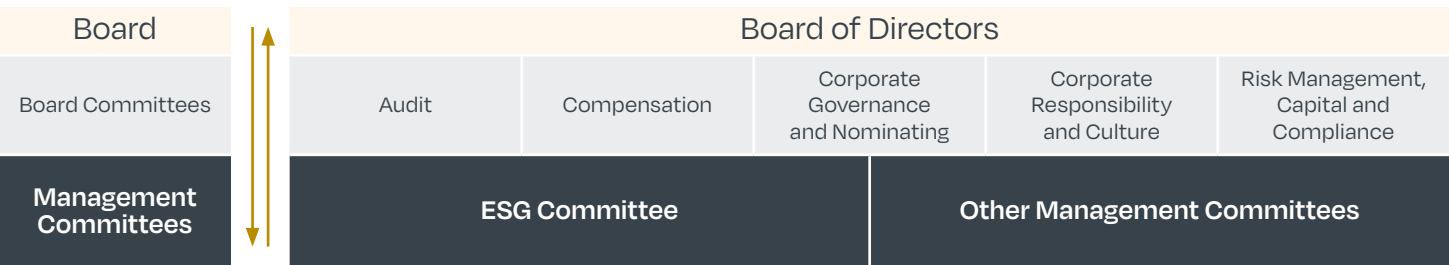 Board
Board of Directors
Board Committees
Audit
Compensation
Corporate
Governance
and Nominating
Corporate
Responsibility
and Culture
Risk Management,
Capital and
Compliance
Management
Committees
ESG Committee
Other Management Committees